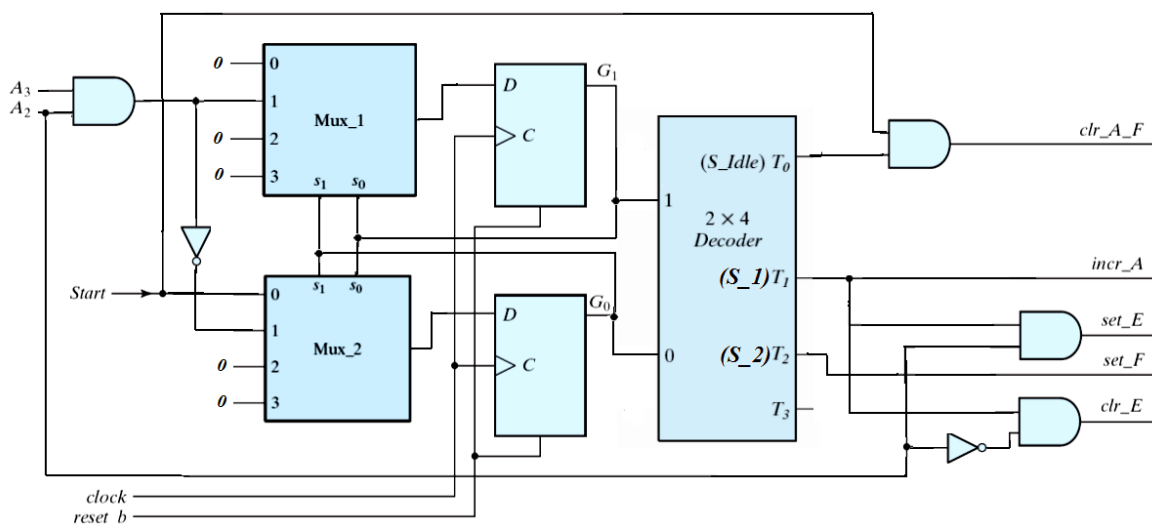 A3
A2
0
0
0
0
1
2
3
Mux_1
s1 s0
D
C
G1
(S_Idle) T0
1
2 × 4
Decoder
(S_1)T1
(S_2)T2
T3
0
clr_A_F
incr_A
set_E
set_F
clr_E
Start
s1 s0
0
1
2
3
0
0
Mux_2
D
C
G0
clock
reset_b